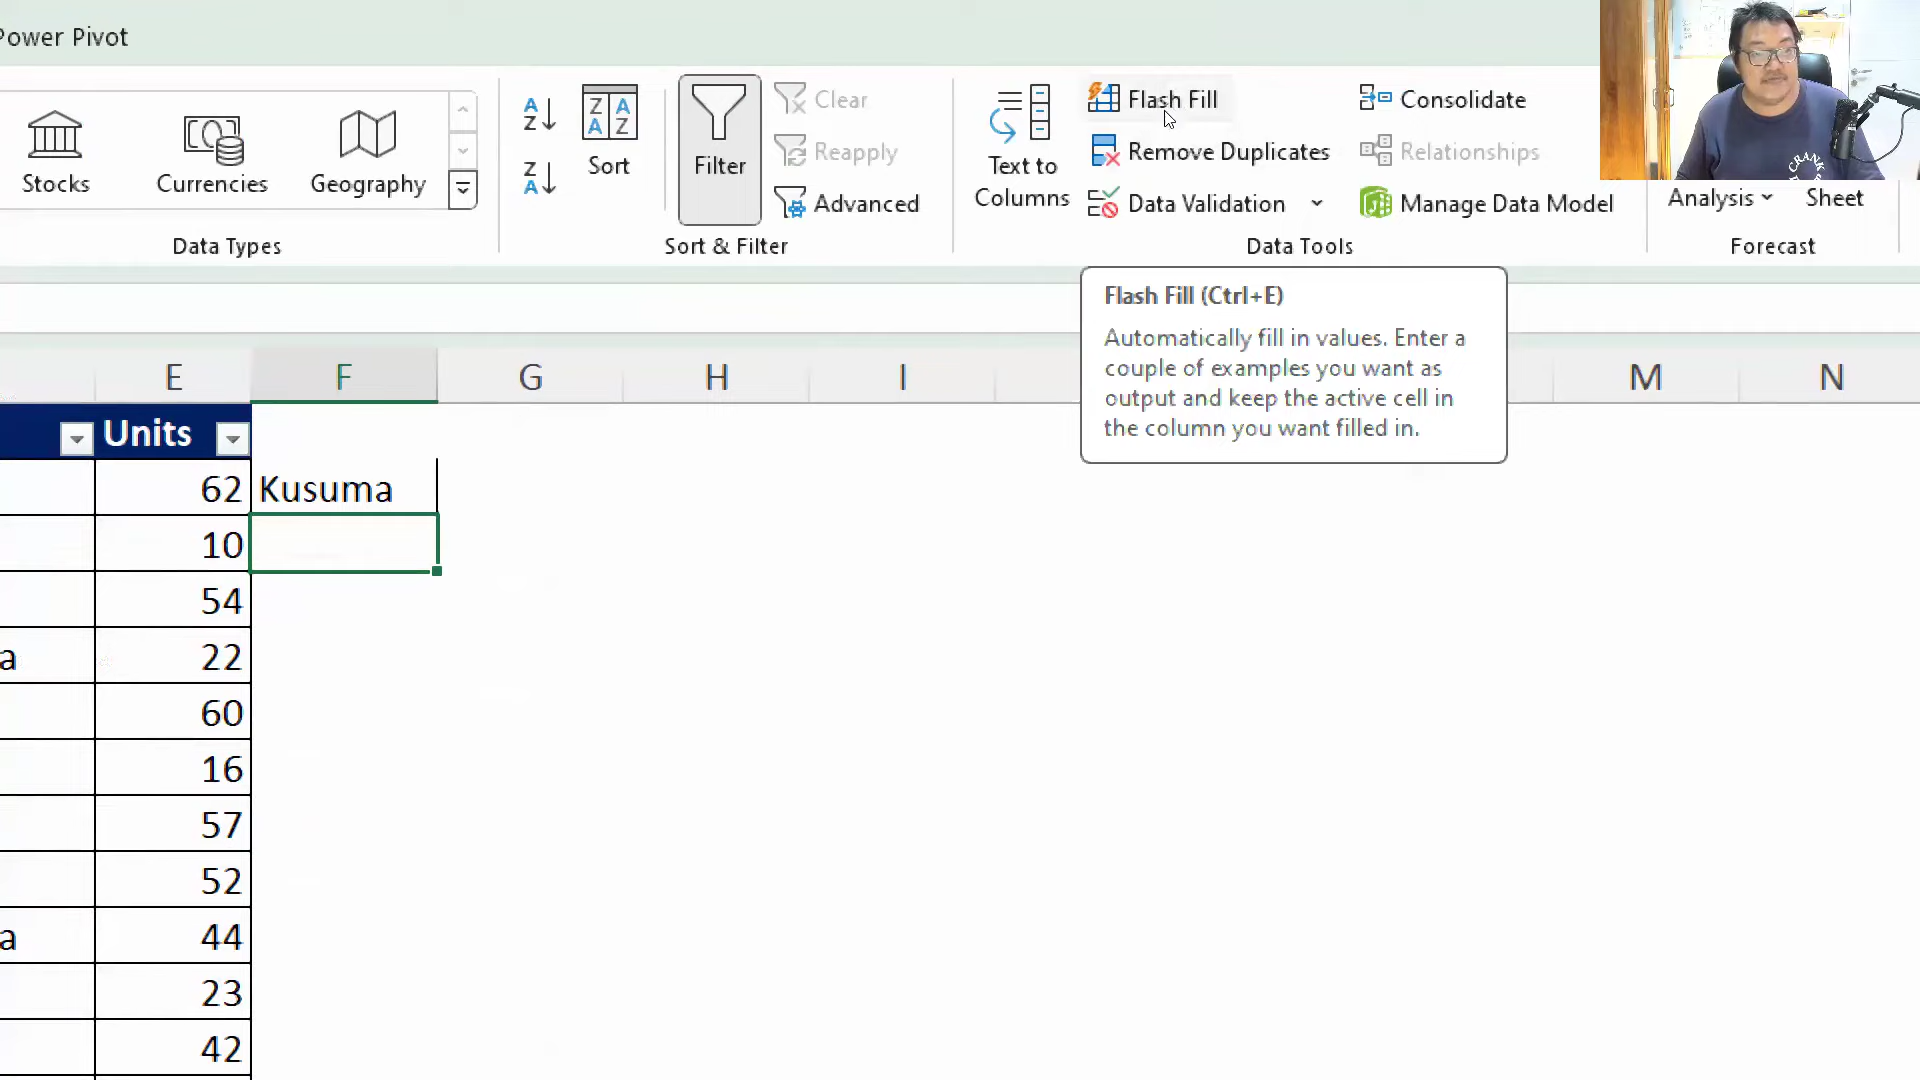 Power Pivot
Stocks
Currencies
Geography
Data Types
A
Z
Z
A
Z A
A Z
Sort
Filter
Clear
Reapply
Advanced
Sort & Filter
Text to
Columns
Flash Fill
Remove Duplicates
Data Validation
Consolidate
Relationships
Manage Data Model
Data Tools
Analysis
Sheet
Forecast
CRANK
Flash Fill (Ctrl+E)
Automatically fill in values. Enter a
couple of examples you want as
output and keep the active cell in
the column you want filled in.
E F G H I M N
Units
62 Kusuma
10
54
a 22
60
16
57
52
a 44
23
42